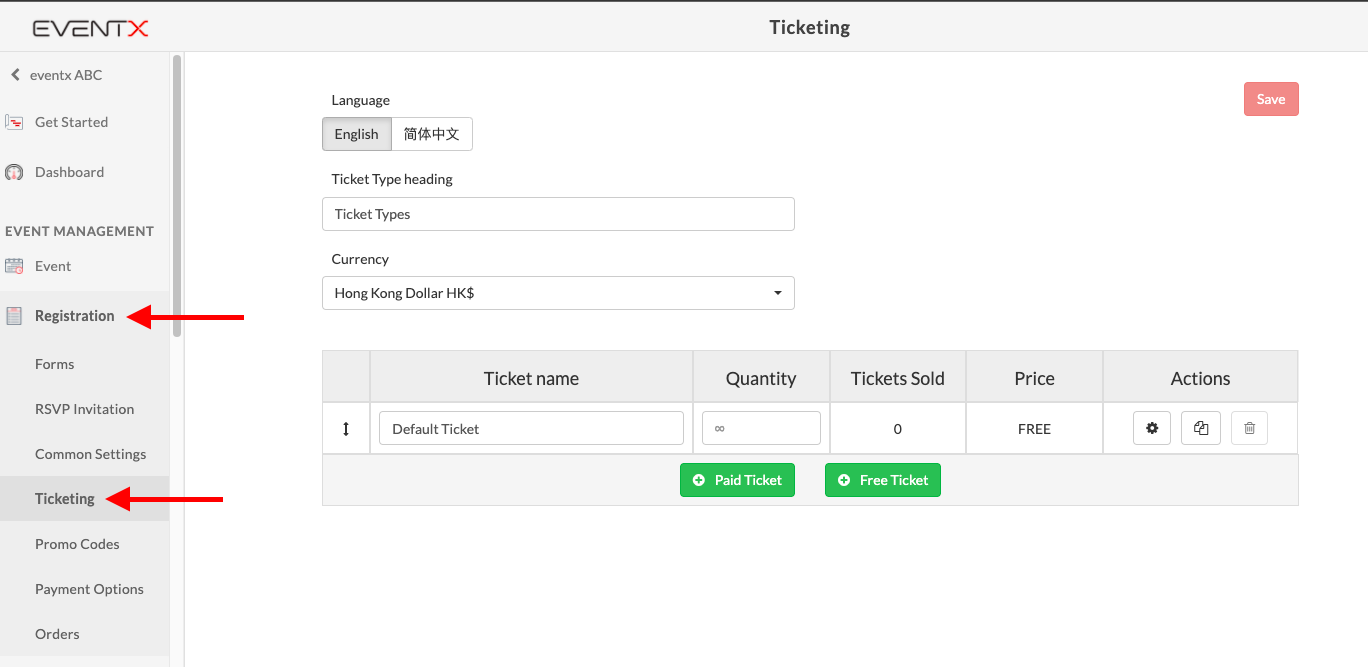 EVENTX
Ticketing
eventx ABC
Get Started
Dashboard
EVENT MANAGEMENT
Event
Registration
Forms
RSVP Invitation
Common Settings
Ticketing
Promo Codes
Payment Options
Orders
Language
Save
English 简体中文
Ticket Type heading
Ticket Types
Currency
Hong Kong Dollar HK$
Ticket name Quantity Tickets Sold Price Actions
Default Ticket ∞ 0 FREE
Paid Ticket Free Ticket